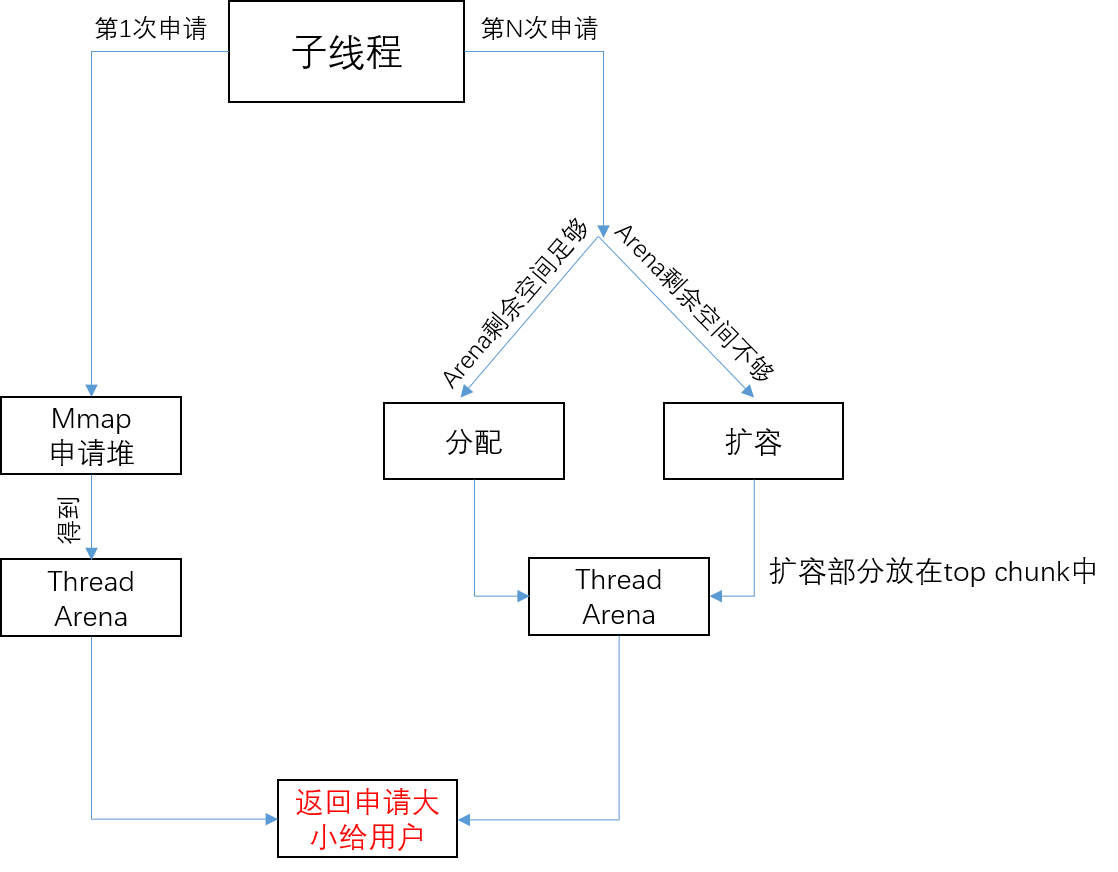 第1次申请
子线程
第N次申请
Arena剩余空间足够
Arena剩余空间不够
Mmap
申请堆
分配
扩容
得到
Thread
Arena
Thread
Arena
扩容部分放在top chunk中
返回申请大
小给用户